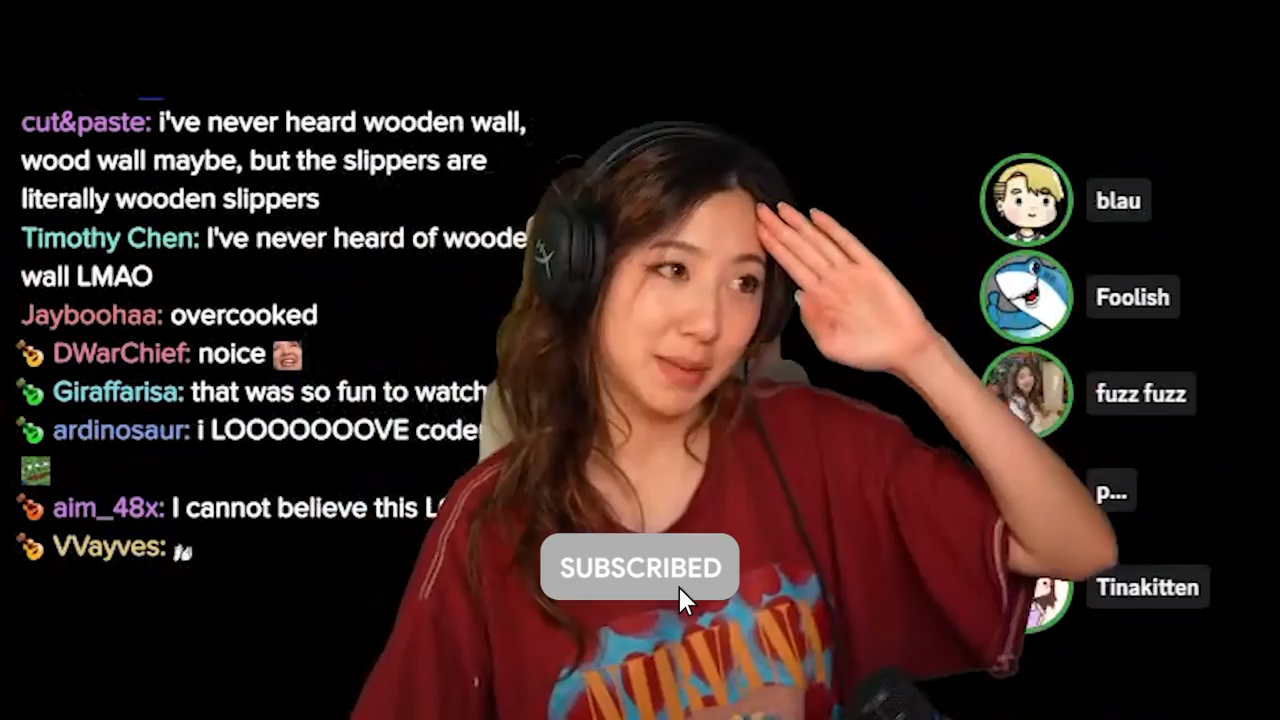 cut&paste: i've never heard wooden wall,
wood wall maybe, but the slippers are
literally wooden slippers
Timothy Chen: I've never heard of woode
wall LMAO
Jayboohaa: overcooked
DWarChief: noice
Giraffarisa: that was so fun to watch
ardinosaur: i LOOOOOOOVE code
aim_48x: I cannot believe this L
VVayves:
blau
Foolish
fuzz fuzz
p...
Tinakitten
SUBSCRIBED
NIRVANA